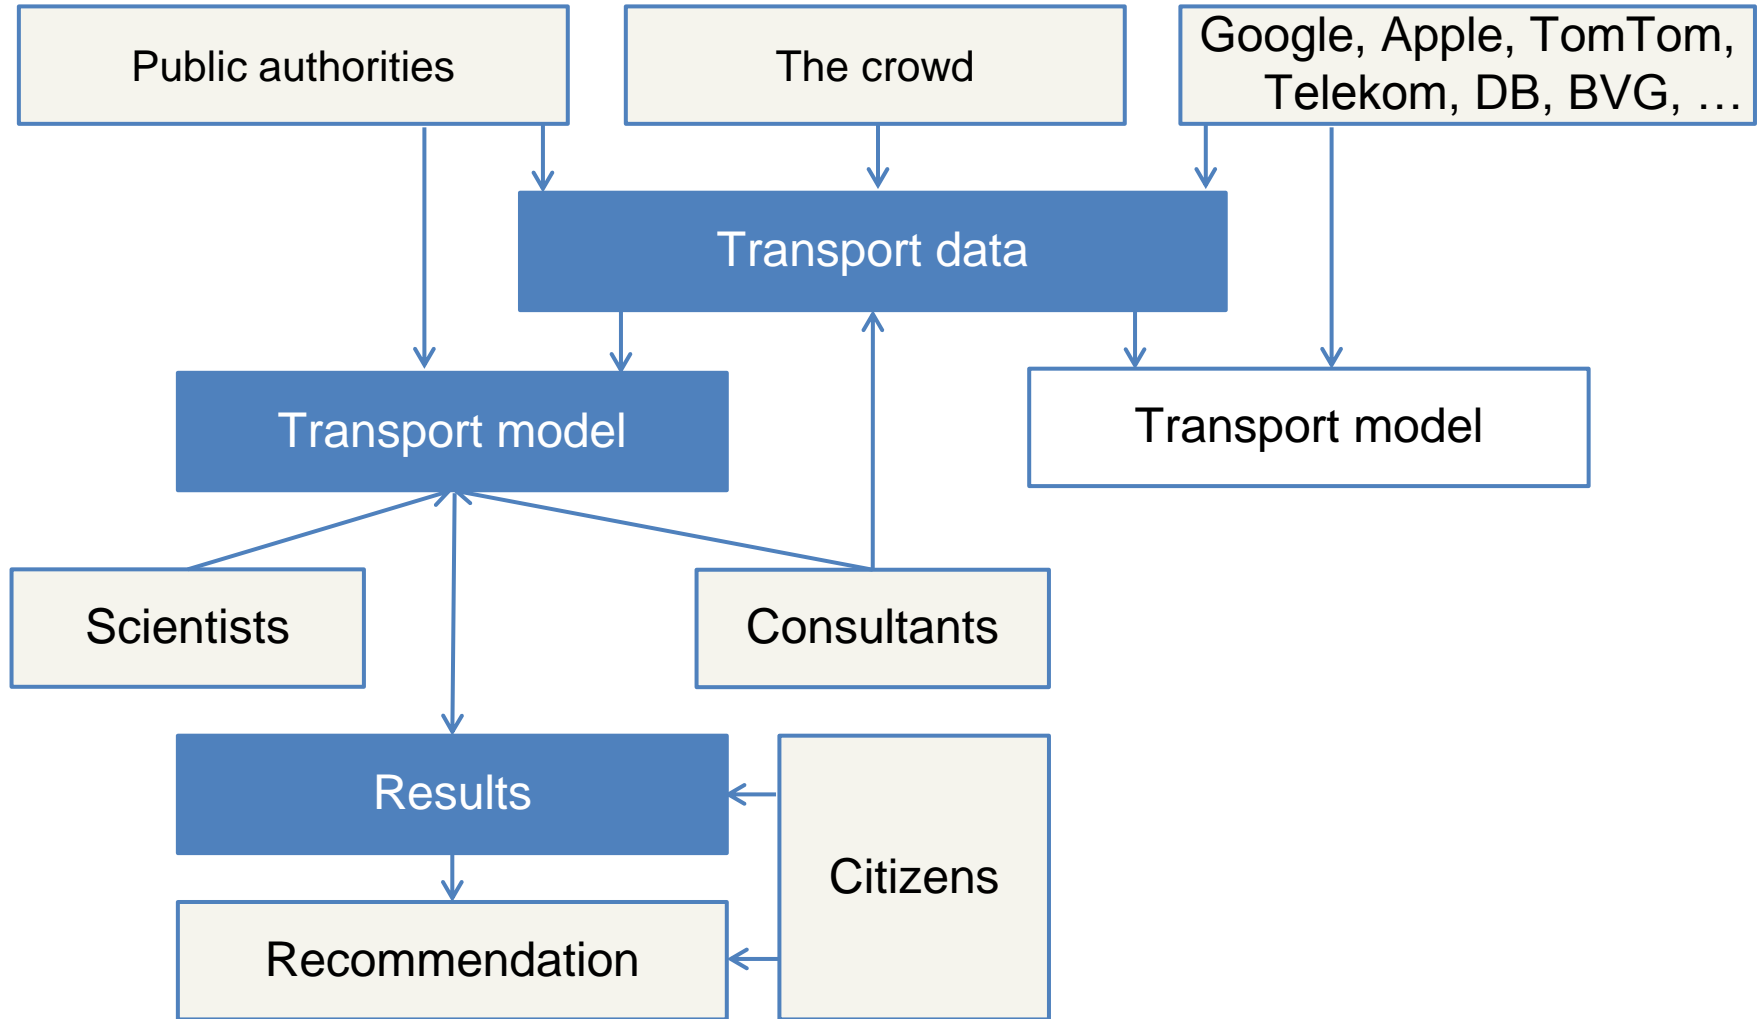 Public authorities
The crowd
Google, Apple, TomTom,
Telekom, DB, BVG, …
Transport data
Transport model
Transport model
Scientists
Consultants
Results
Citizens
Recommendation